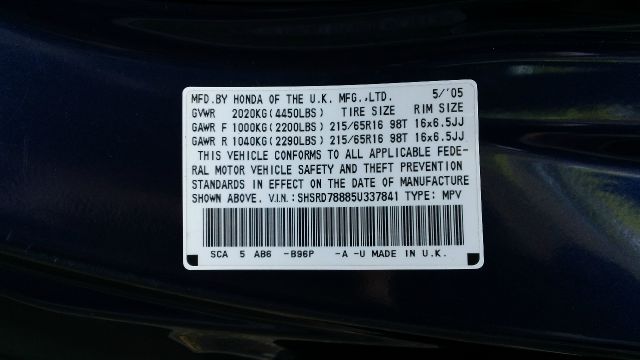 MFD.BY HONDA OF THE U.K. MFG.,LTD. 5/'05
GVWR 2020KG(4450LBS) TIRE SIZE RIM SIZE
GAWR F 1000KG(2200LBS) 215/65R16 98T 16x6.5JJ
GAWR R 1040KG(2290LBS) 215/65R16 98T 16x6.5JJ
THIS VEHICLE CONFORMS TO ALL APPLICABLE FEDE-
RAL MOTOR VEHICLE SAFETY AND THEFT PREVENTION
STANDARDS IN EFFECT ON THE DATE OF MANUFACTURE
SHOWN ABOVE. V.I.N.:SHSRD78885U337841 TYPE: MPV
SCA 5 AB6 -B96P -A -U MADE IN U.K.